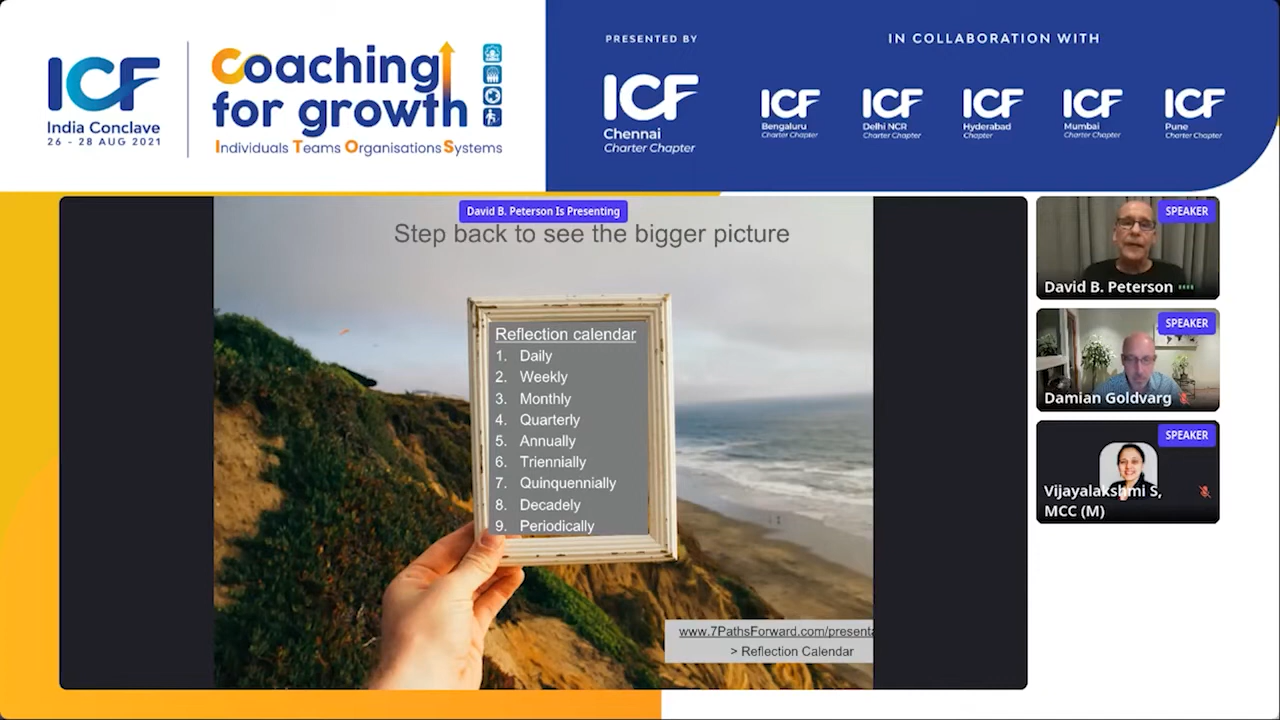 ICF
India Conclave
26 - 28 AUG 2021
Coaching
for growth
Individuals Teams Organisations Systems
PRESENTED BY
ICF
Chennai
Charter Chapter
IN COLLABORATION WITH
ICF
Bengaluru
Charter Chapter
ICF
Delhi NCR
Charter Chapter
ICF
Hyderabad
Chapter
ICF
Mumbai
Charter Chapter
ICF
Pune
Charter Chapter
David B. Peterson Is Presenting
Step back to see the bigger picture
Reflection calendar
1. Daily
2. Weekly
3. Monthly
4. Quarterly
5. Annually
6. Triennially
7. Quinquennially
8. Decadely
9. Periodically
www.7PathsForward.com/presenta
> Reflection Calendar
SPEAKER
David B. Peterson
SPEAKER
Damian Goldvarg
SPEAKER
Vijayalakshmi S,
MCC (M)